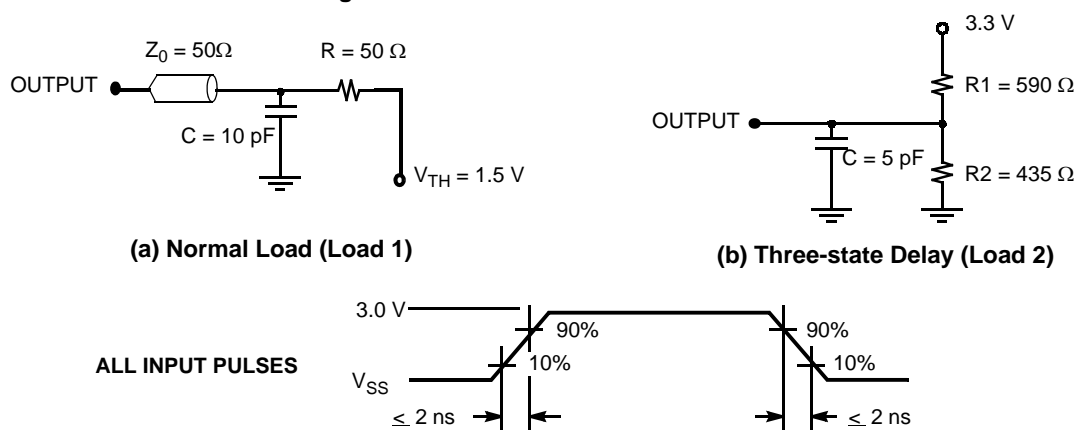 Z0 = 50Ω
R = 50 Ω
OUTPUT
C = 10 pF
VTH = 1.5 V
(a) Normal Load (Load 1)
3.3 V
R1 = 590 Ω
OUTPUT
C = 5 pF
R2 = 435 Ω
(b) Three-state Delay (Load 2)
ALL INPUT PULSES
3.0 V
90%
10%
VSS
≤ 2 ns
90%
10%
≤ 2 ns